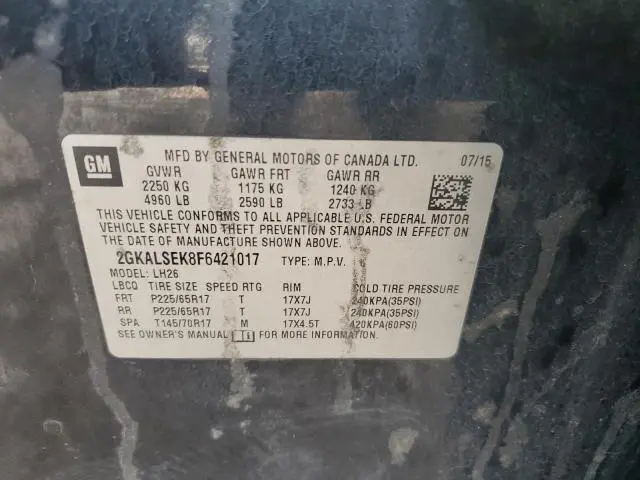 GM
MFD BY GENERAL MOTORS OF CANADA LTD. 07/15
GVWR GAWR FRT GAWR RR
2250 KG 1175 KG 1240 KG
4960 LB 2590 LB 2733 LB
THIS VEHICLE CONFORMS TO ALL APPLICABLE U.S. FEDERAL MOTOR
VEHICLE SAFETY AND THEFT PREVENTION STANDARDS IN EFFECT ON
THE DATE OF MANUFACTURE SHOWN ABOVE.
2GKALSEK8F6421017 TYPE: M.P.V.
MODEL: LH26
LBCQ TIRE SIZE SPEED RTG RIM COLD TIRE PRESSURE
FRT P225/65R17 T 17X7J 240KPA(35PSI)
RR P225/65R17 T 17X7J 240KPA(35PSI)
SPA T145/70R17 M 17X4.5T 420KPA(60PSI)
SEE OWNER'S MANUAL FOR MORE INFORMATION.